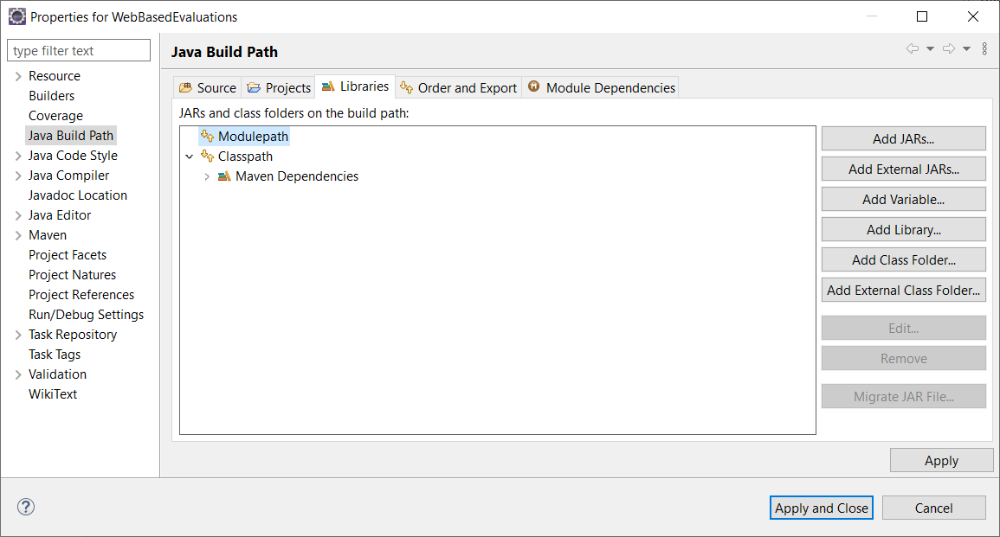 Properties for WebBasedEvaluations
type filter text
Resource
Builders
Coverage
Java Build Path
Java Code Style
Java Compiler
Javadoc Location
Java Editor
Maven
Project Facets
Project Natures
Project References
Run/Debug Settings
Task Repository
Task Tags
Validation
WikiText
Java Build Path
Source Projects Libraries Order and Export Module Dependencies
JARs and class folders on the build path:
Modulepath
Classpath
Maven Dependencies
Add JARs...
Add External JARs...
Add Variable...
Add Library...
Add Class Folder...
Add External Class Folder...
Edit...
Remove
Migrate JAR File...
Apply
Apply and Close Cancel